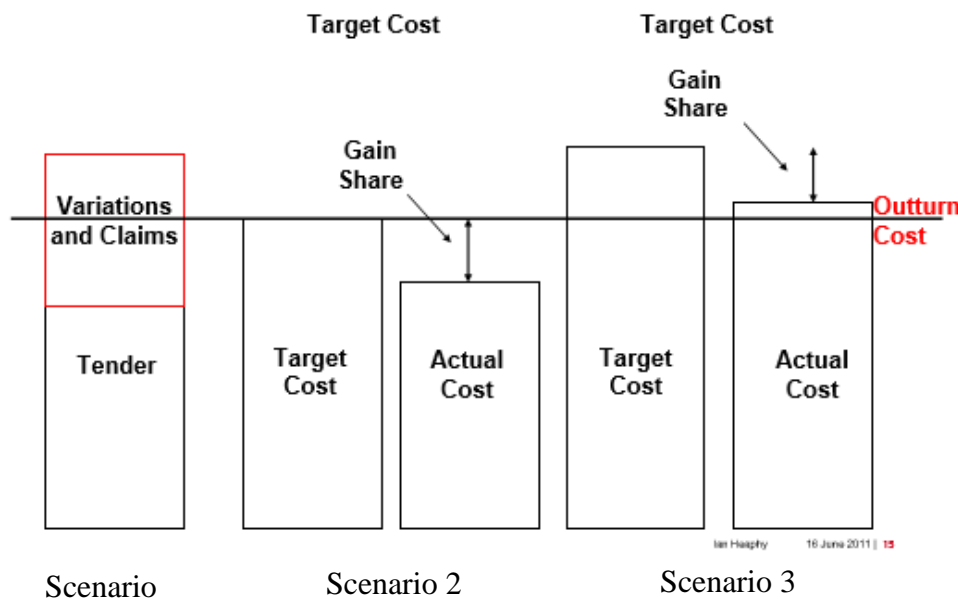 Target Cost
Target Cost
Gain
Share
Gain
Share
Variations
and Claims
Outturn
Cost
Tender
Target
Cost
Actual
Cost
Target
Cost
Actual
Cost
Ian Heaphy 16 June 2011 | 15
Scenario
Scenario 2
Scenario 3